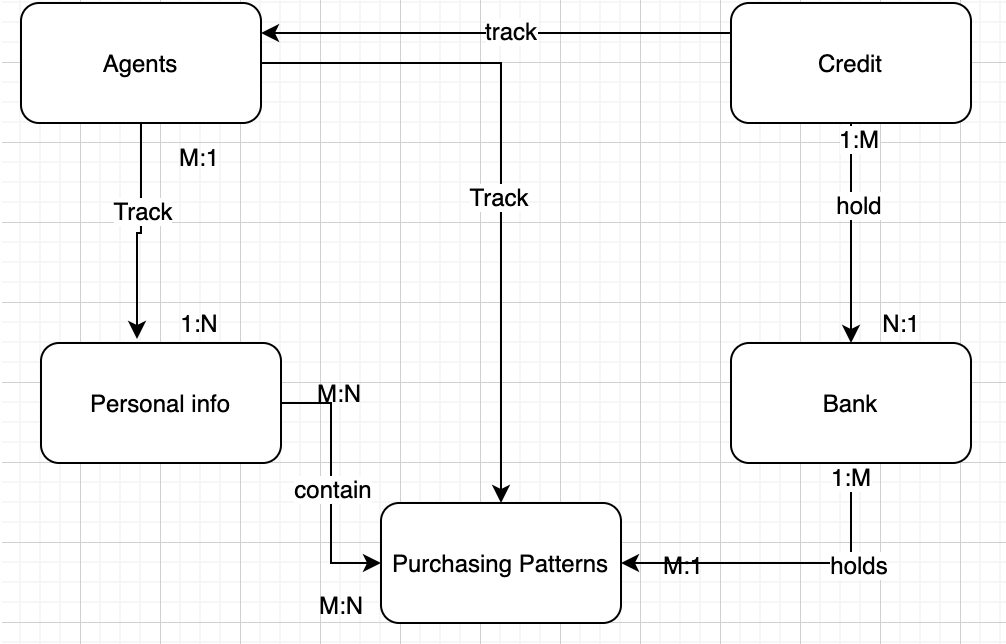 track
Agents
Credit
1:M
M:1
Track
hold
Track
1:N
N:1
M:N
Personal info
Bank
1:M
contain
Purchasing Patterns
M:1
holds
M:N